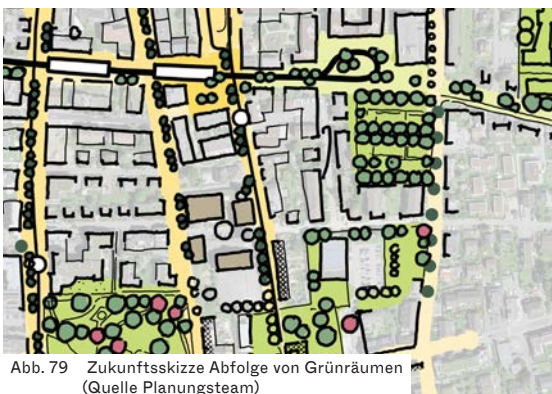 Abb. 79 Zukunftsskizze Abfolge von Grünräumen
(Quelle Planungsteam)